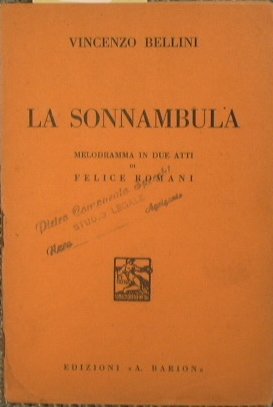 VINCENZO BELLINI
LA SONNAMBULA
MELODRAMMA IN DUE ATTI
DI
FELICE ROMANI
STUDIO LEGALE
EDIZIONI «A. BARION»